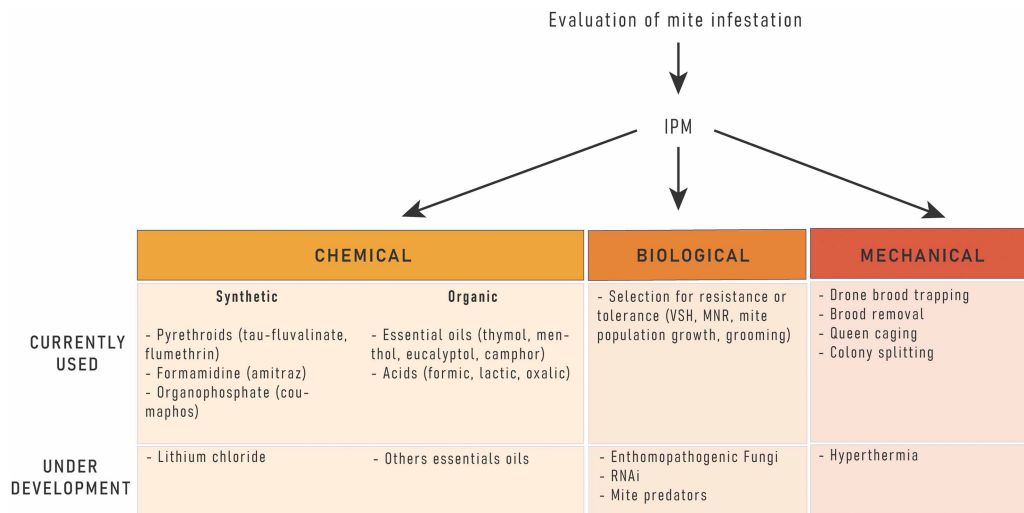 Evaluation of mite infestation
IPM
CHEMICAL
BIOLOGICAL
MECHANICAL
CURRENTLY
USED
Synthetic
- Pyrethroids (tau-fluvalinate,
flumethrin)
- Formamidine (amitraz)
- Organophosphate (cou-
maphos)
Organic
- Essential oils (thymol, men-
thol, eucalyptol, camphor)
- Acids (formic, lactic, oxalic)
- Selection for resistance or
tolerance (VSH, MNR, mite
population growth, grooming)
- Drone brood trapping
- Brood removal
- Queen caging
- Colony splitting
UNDER
DEVELOPMENT
- Lithium chloride
- Others essentials oils
- Enthomopathogenic Fungi
- RNAi
- Mite predators
- Hyperthermia